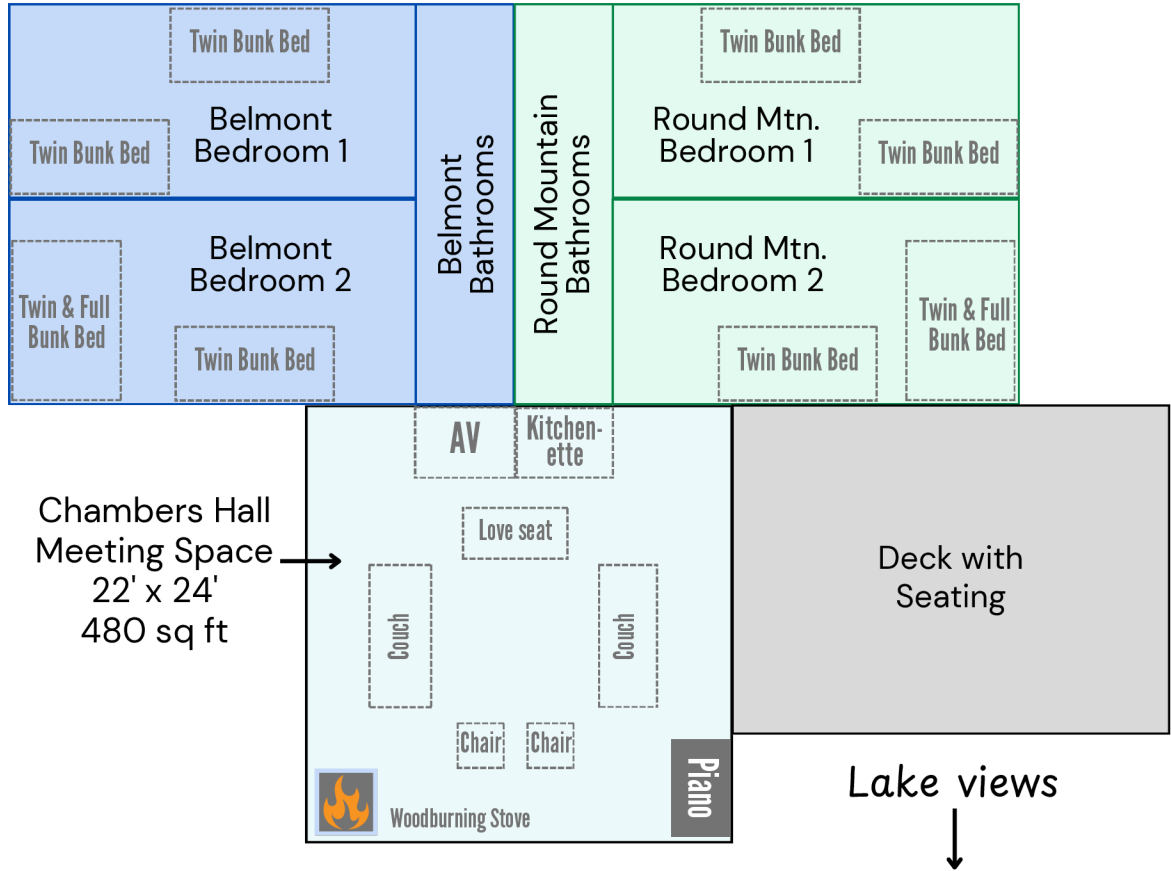 Twin Bunk Bed
Twin Bunk Bed
Belmont
Bedroom 1
Twin Bunk Bed
Belmont
Bedroom 2
Twin & Full
Bunk Bed
Twin Bunk Bed
Belmont
Bathrooms
Round Mountain
Bathrooms
Round Mtn.
Bedroom 1
Twin Bunk Bed
Round Mtn.
Bedroom 2
Twin & Full
Bunk Bed
Twin Bunk Bed
AV
Kitchen-
ette
Chambers Hall
Meeting Space
22' x 24'
480 sq ft
Love seat
Couch
Couch
Chair
Chair
Woodburning Stove
Piano
Deck with
Seating
Lake views